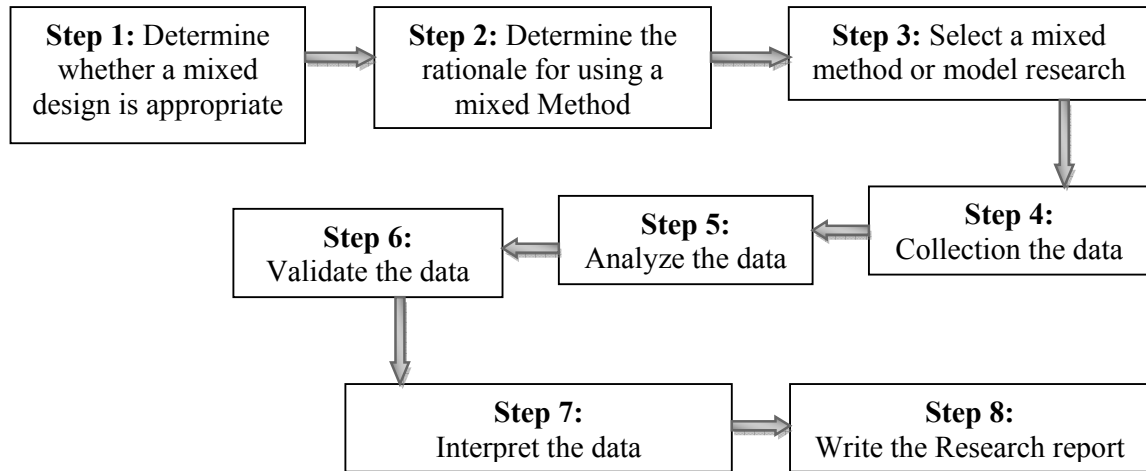 Step 1: Determine
whether a mixed
design is appropriate
Step 2: Determine the
rationale for using a
mixed Method
Step 3: Select a mixed
method or model research
Step 4:
Collection the data
Step 5:
Analyze the data
Step 6:
Validate the data
Step 7:
Interpret the data
Step 8:
Write the Research report